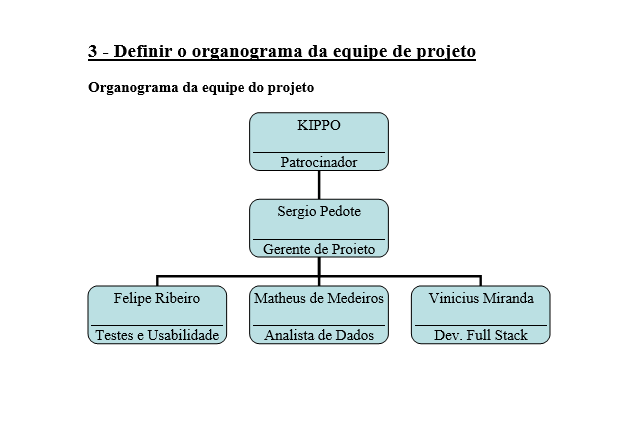 3 - Definir o organograma da equipe de projeto
Organograma da equipe do projeto
KIPPO
Patrocinador
Sergio Pedote
Gerente de Projeto
Felipe Ribeiro
Testes e Usabilidade
Matheus de Medeiros
Analista de Dados
Vinicius Miranda
Dev. Full Stack